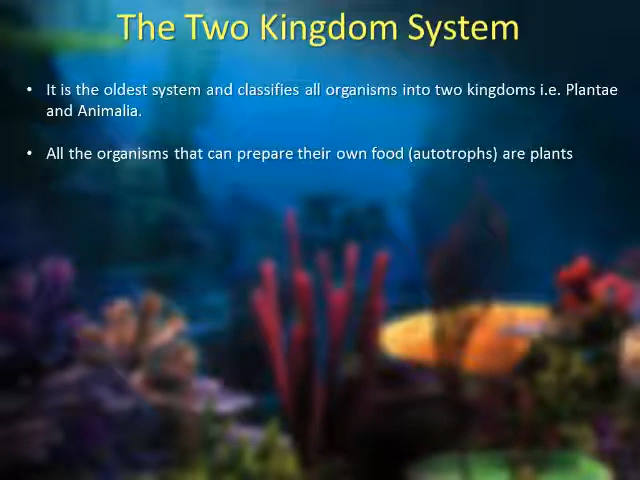 The Two Kingdom System
• It is the oldest system and classifies all organisms into two kingdoms i.e. Plantae
and Animalia.
• All the organisms that can prepare their own food (autotrophs) are plants